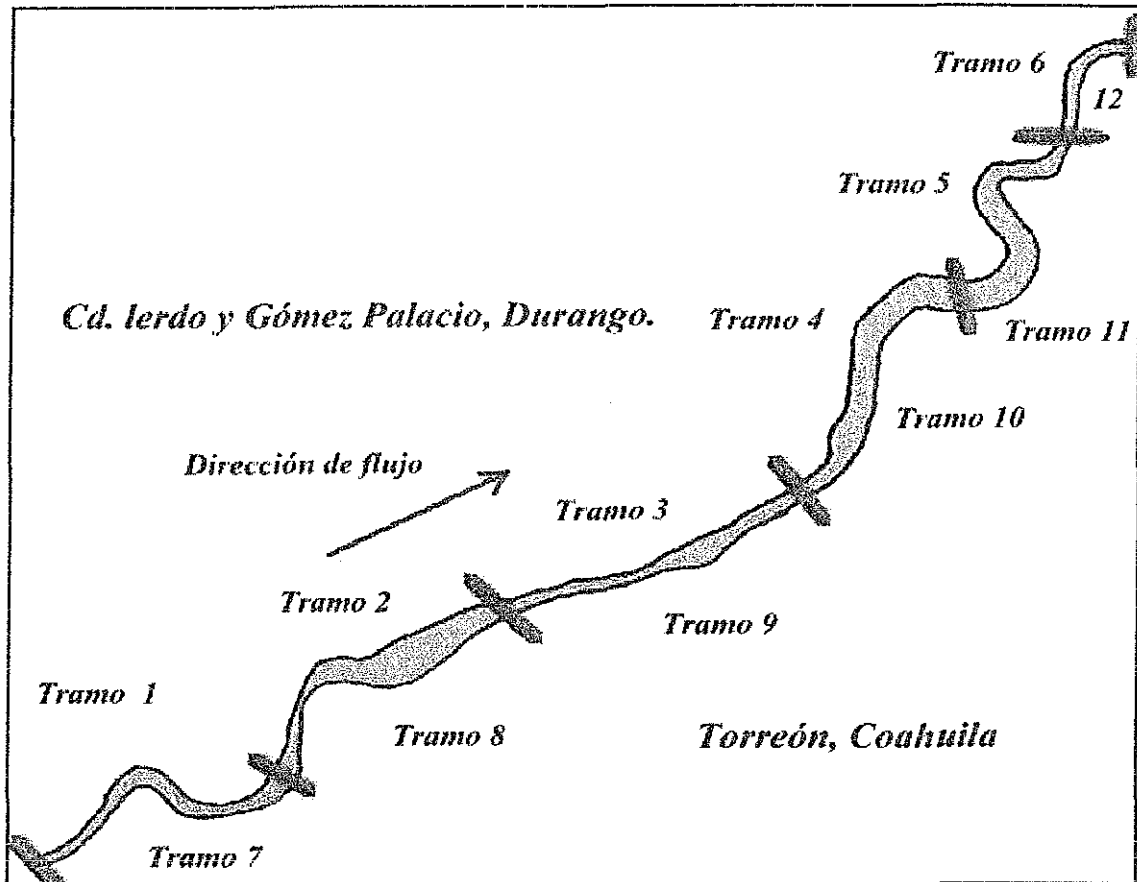 Tramo 6
12
Tramo 5
Cd. lerdo y Gómez Palacio, Durango.
Tramo 4
Tramo 11
Tramo 10
Dirección de flujo
Tramo 3
Tramo 2
Tramo 9
Tramo 1
Tramo 8
Torreón, Coahuila
Tramo 7